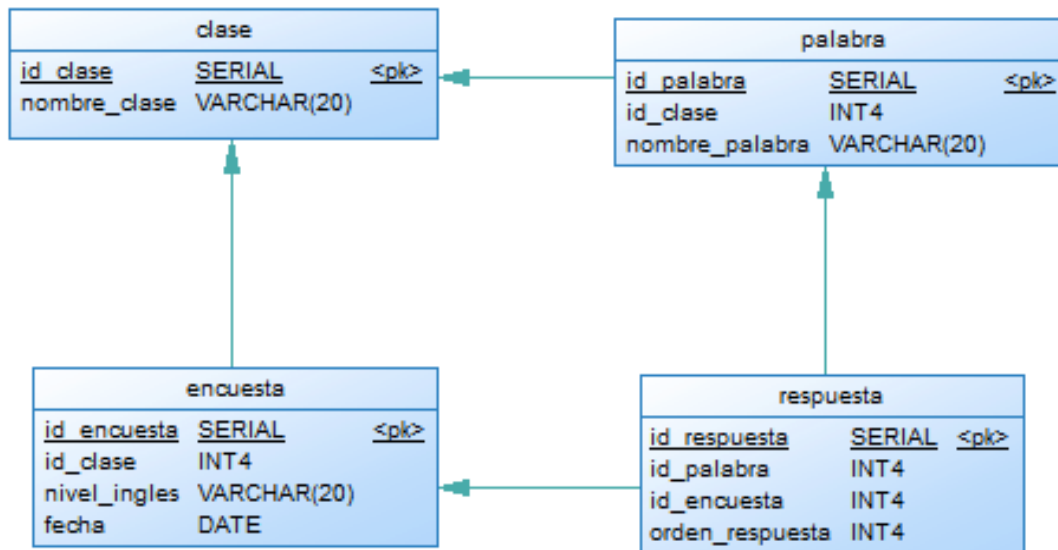 clase
id_clase SERIAL <pk>
nombre_clase VARCHAR(20)
palabra
id_palabra SERIAL <pk>
id_clase INT4
nombre_palabra VARCHAR(20)
encuesta
id_encuesta SERIAL <pk>
id_clase INT4
nivel_ingles VARCHAR(20)
fecha DATE
respuesta
id_respuesta SERIAL <pk>
id_palabra INT4
id_encuesta INT4
orden_respuesta INT4